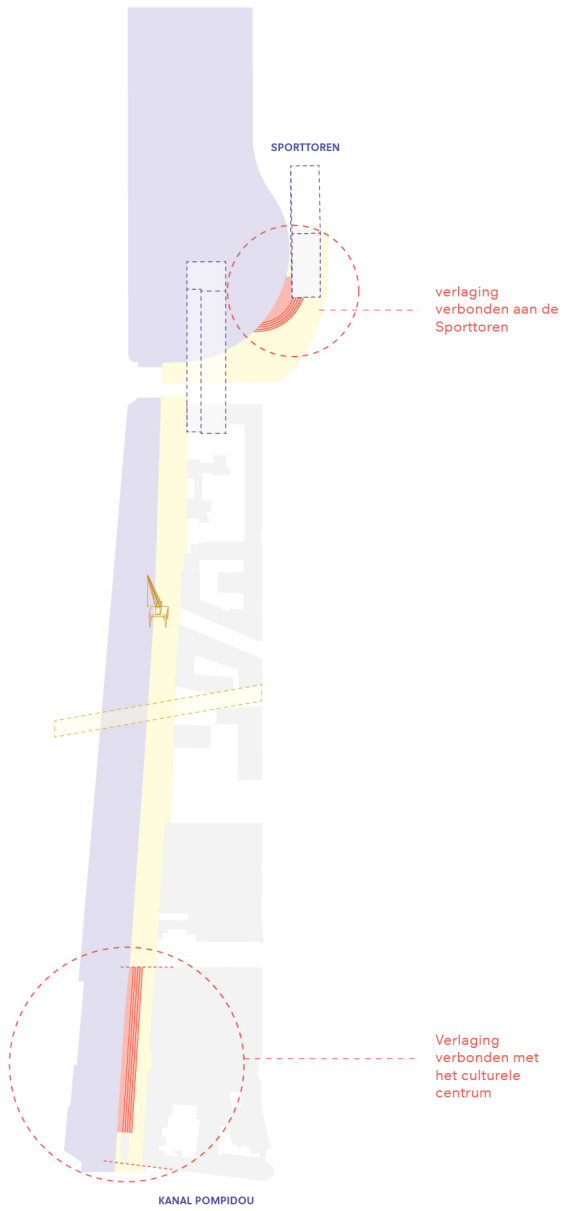 SPORTTOREN
verlaging
verbonden aan de
Sporttoren
Verlaging
verbonden met
het culturele
centrum
KANAL POMPIDOU